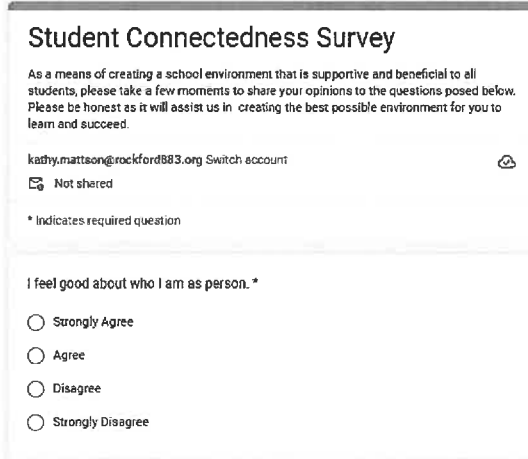 Student Connectedness Survey
As a means of creating a school environment that is supportive and beneficial to all
students, please take a few moments to share your opinions to the questions posed below.
Please be honest as it will assist us in creating the best possible environment for you to
learn and succeed.
kathy.mattson@rockford883.org Switch account
Not shared
* Indicates required question
I feel good about who I am as person. *
Strongly Agree
Agree
Disagree
Strongly Disagree